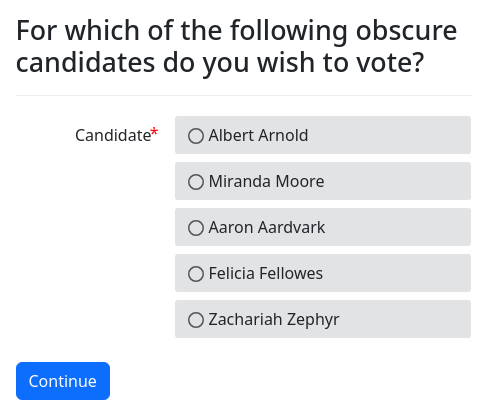 For which of the following obscure
candidates do you wish to vote?
Candidate*
Albert Arnold
Miranda Moore
Aaron Aardvark
Felicia Fellowes
Zachariah Zephyr
Continue